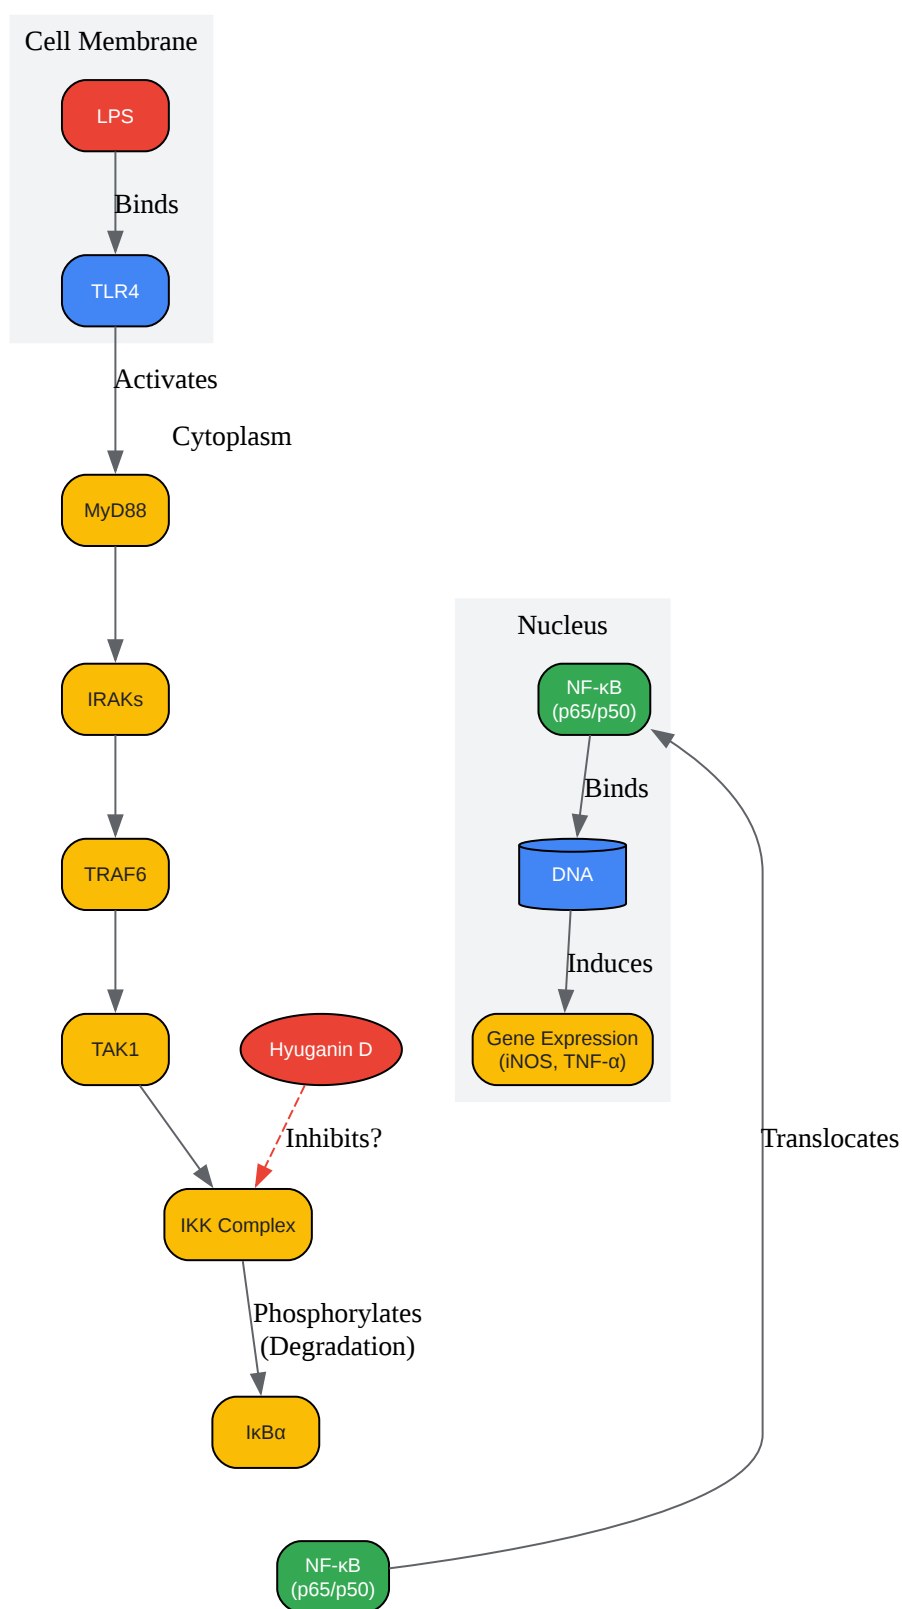 Cell Membrane
LPS
Binds
TLR4
Activates
Cytoplasm
MyD88
IRAKs
TRAF6
TAK1
Hyuganin D
Inhibits?
IKK Complex
Phosphorylates
(Degradation)
IκBα
NF-κB
(p65/p50)
Translocates
Nucleus
NF-κB
(p65/p50)
Binds
DNA
Induces
Gene Expression
(iNOS, TNF-α)